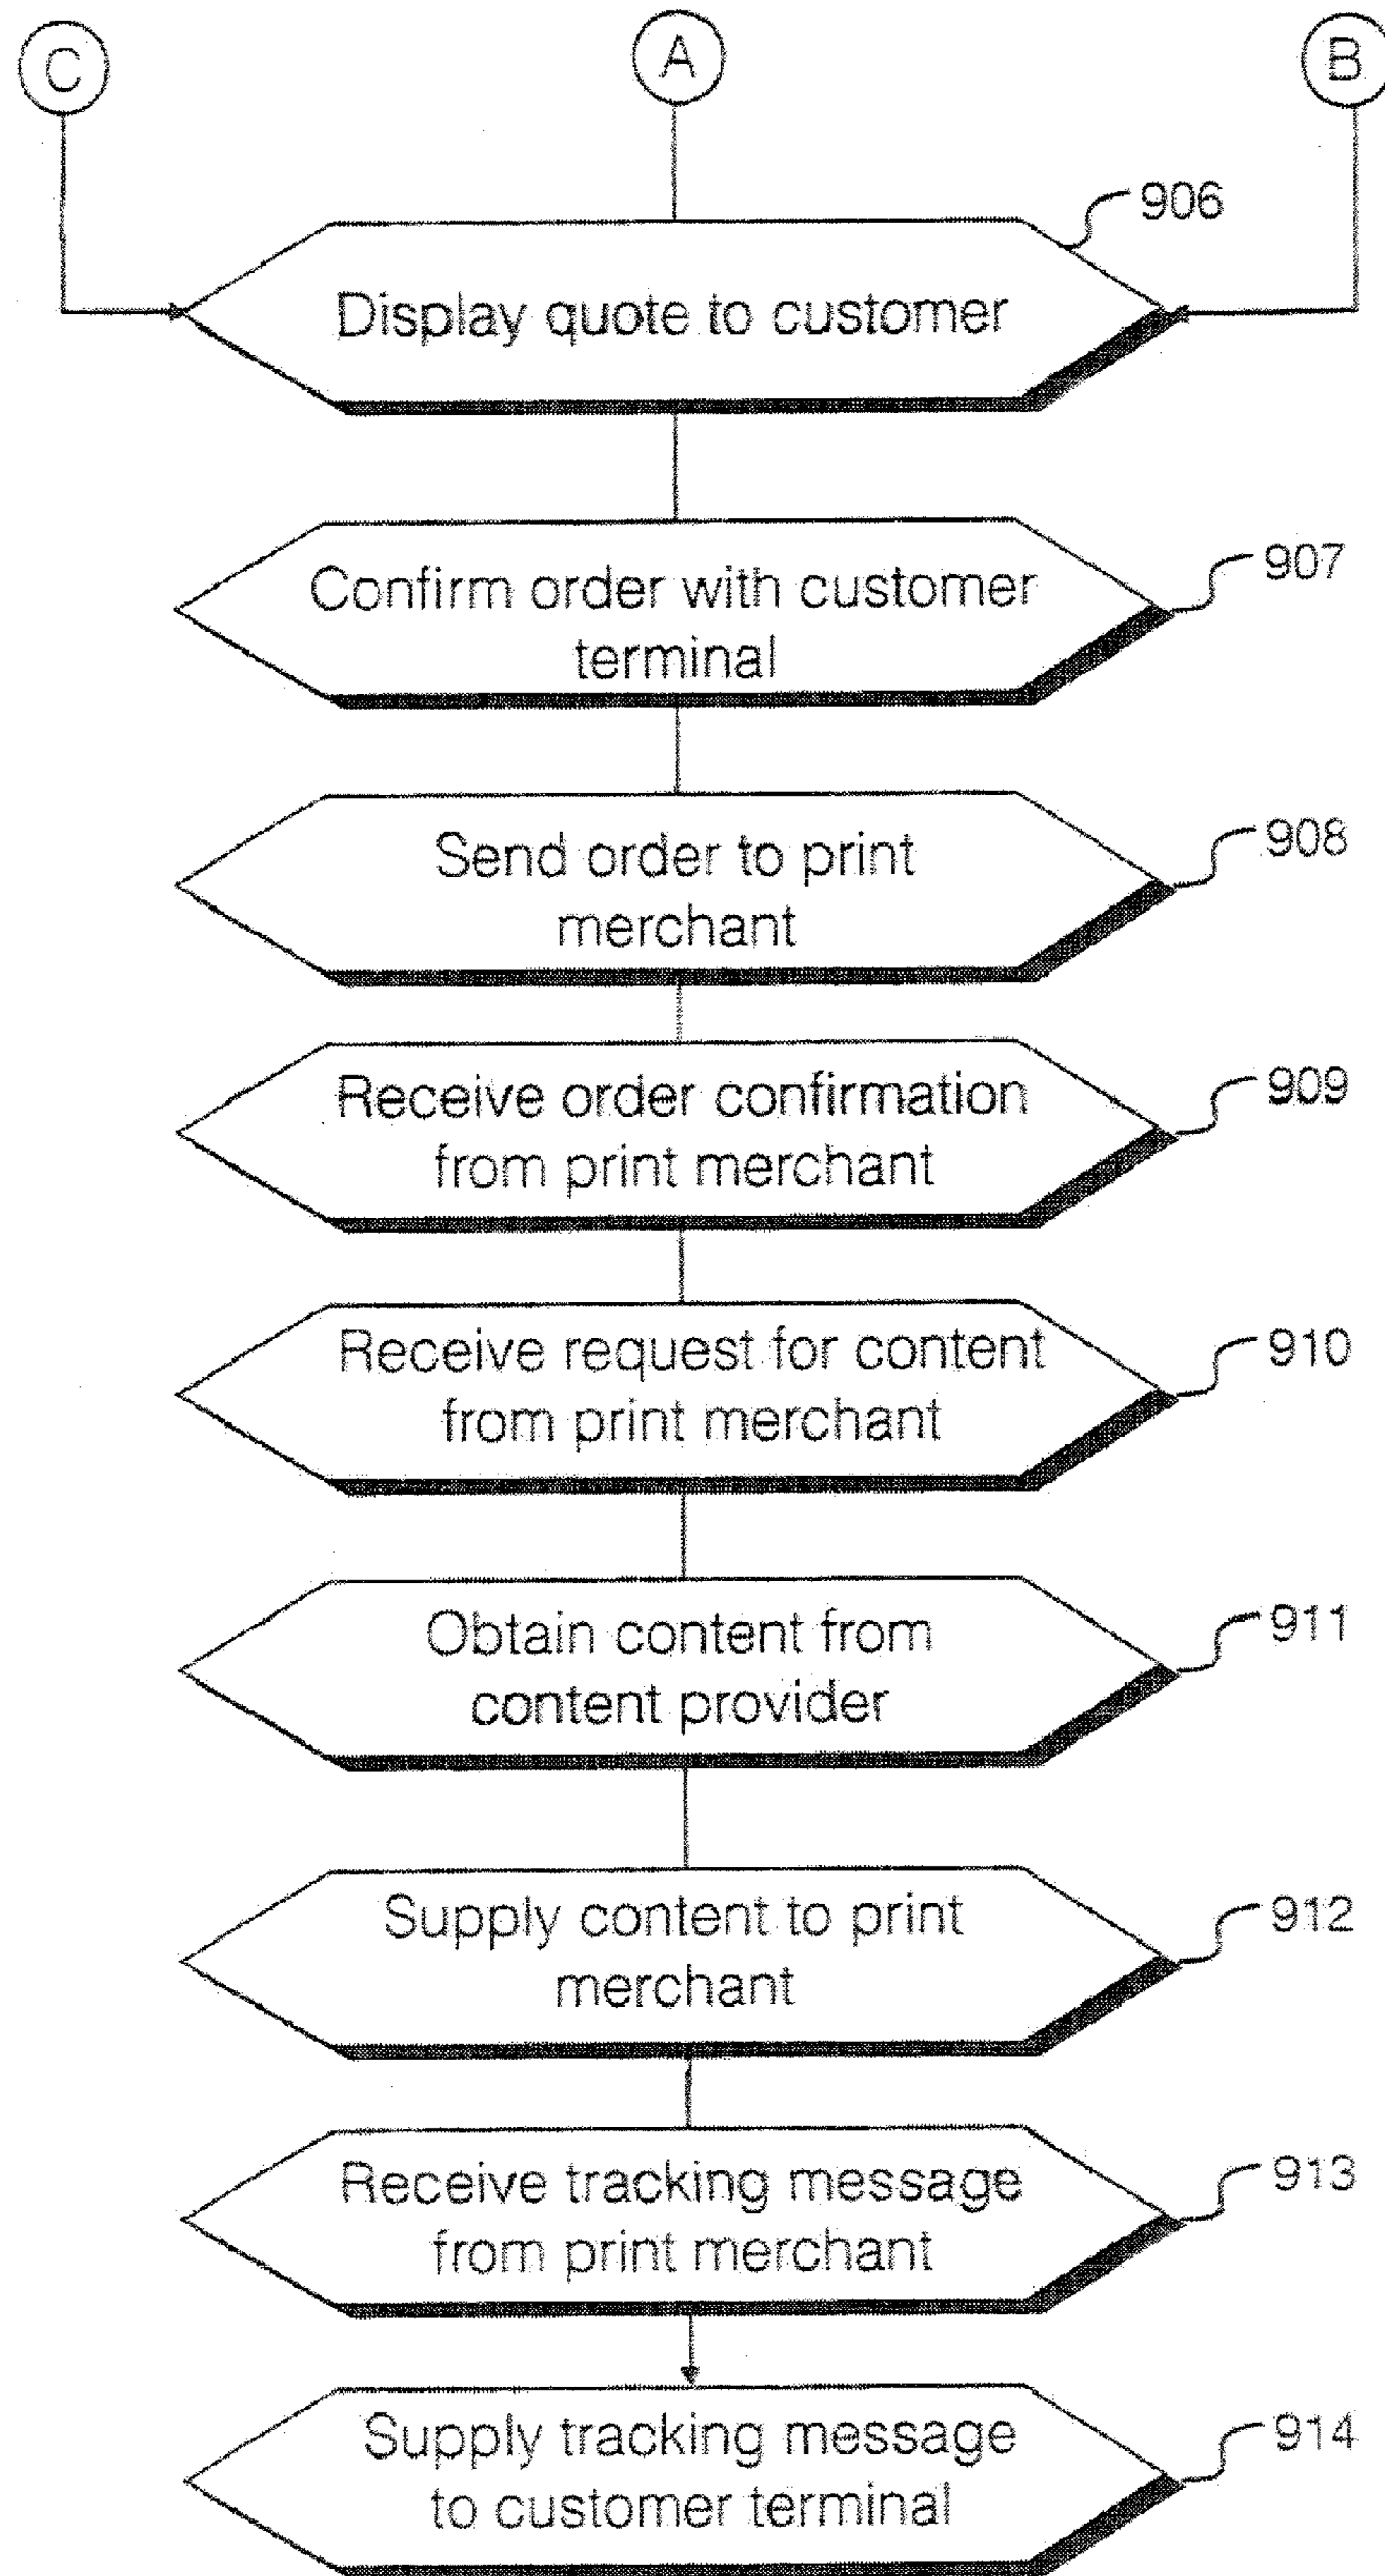 C
A
B
906
Display quote to customer
907
Confirm order with customer
terminal
908
Send order to print
merchant
909
Receive order confirmation
from print merchant
910
Receive request for content
from print merchant
911
Obtain content from
content provider
912
Supply content to print
merchant
913
Receive tracking message
from print merchant
914
Supply tracking message
to customer terminal